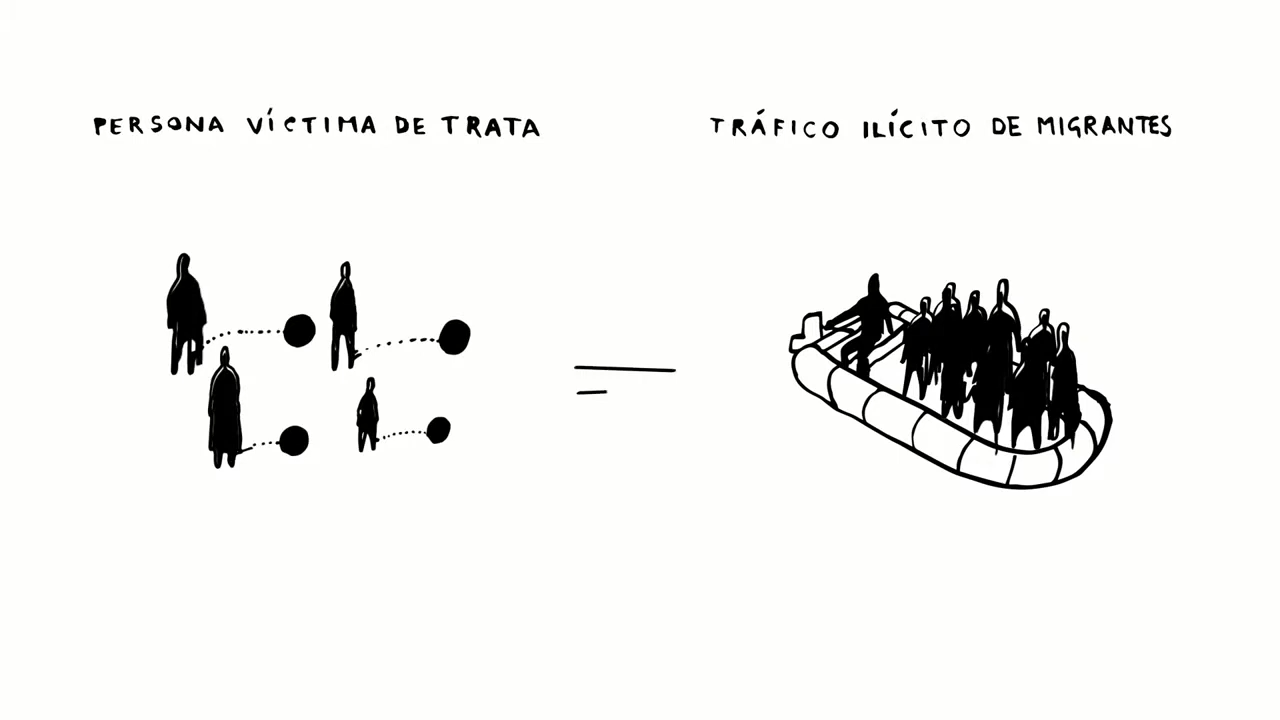 PERSONA VÍCTIMA DE TRATA
TRÁFICO ILÍCITO DE MIGRANTES